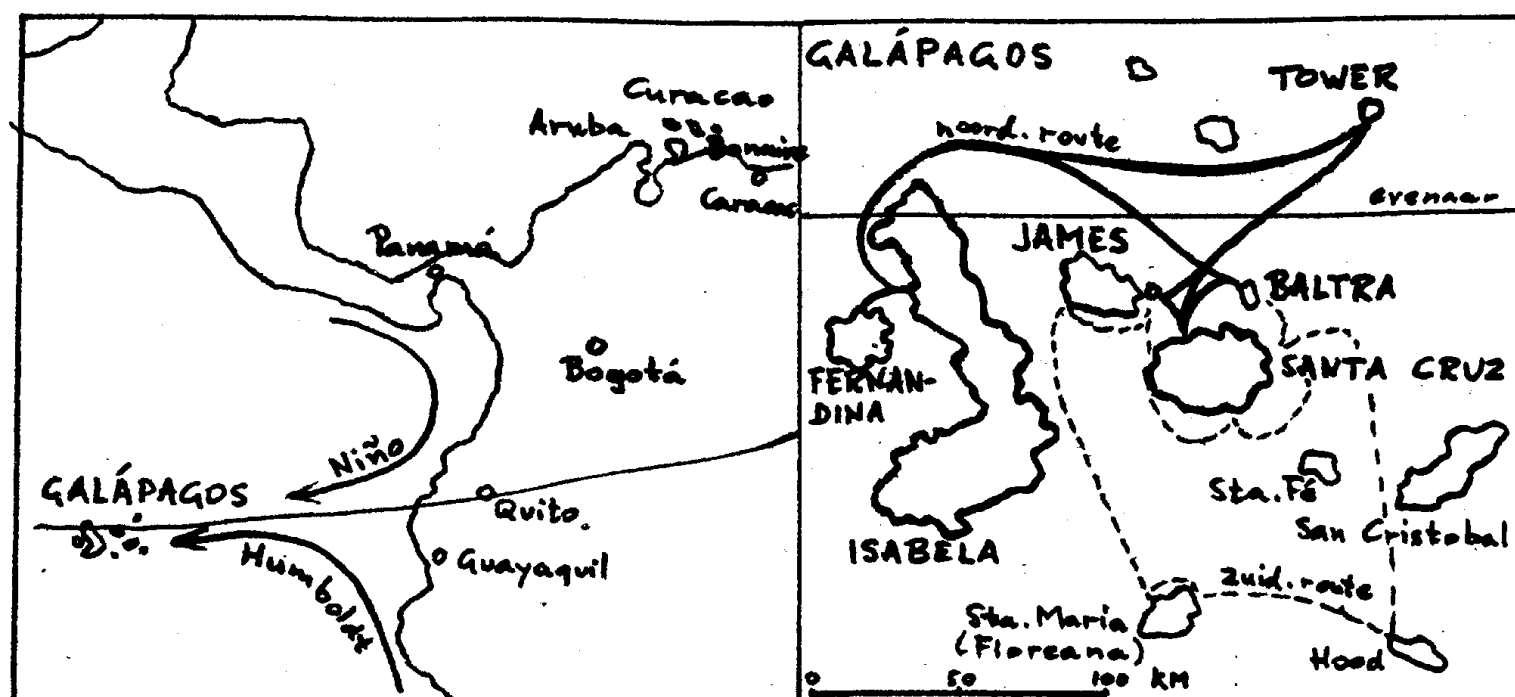 Curacao
Aruba
Bonaire
Caracas
Panamá
Bogotá
Niño
GALÁPAGOS
Quito.
Humboldt
Guayaquil
GALÁPAGOS
TOWER
noord. route
evenaar
JAMES
BALTRA
FERNAN-
DINA
SANTA CRUZ
Sta. Fé
San Cristobal
ISABELA
zuid. route
Sta. Maria
(Floreana)
Hood
0 50 100 KM